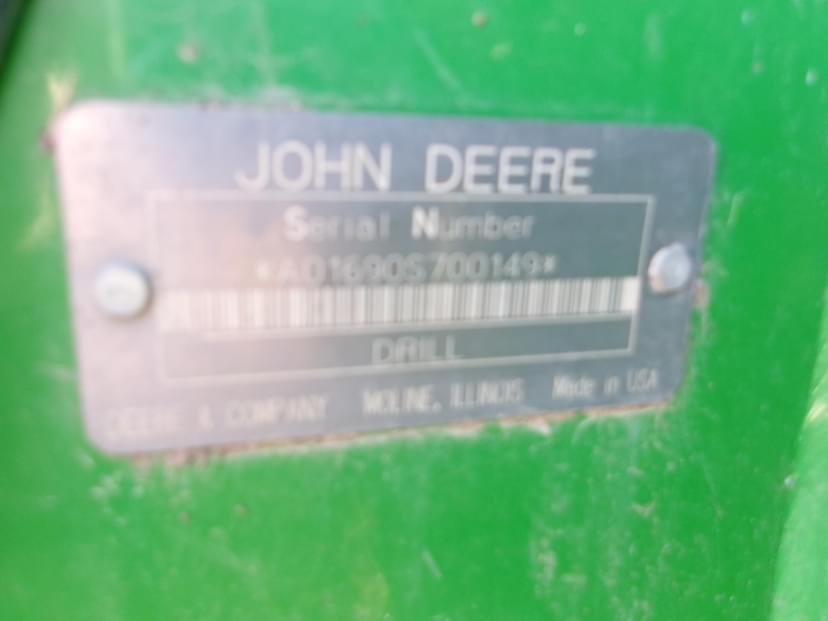 JOHN DEERE
Serial Number
*A01690S700149*
DRILL
DEERE & COMPANY MOLINE, ILLINOIS Made in USA